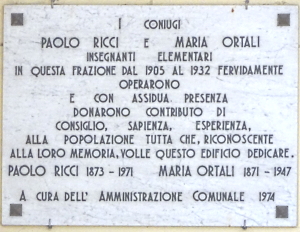 I CONIUGI
PAOLO RICCI E MARIA ORTALI
INSEGNANTI ELEMENTARI
IN QUESTA FRAZIONE DAL 1905 AL 1932 FERVIDAMENTE
OPERARONO
E CON ASSIDUA PRESENZA
DONARONO CONTRIBUTO DI
CONSIGLIO, SAPIENZA, ESPERIENZA,
ALLA POPOLAZIONE TUTTA CHE, RICONOSCENTE
ALLA LORO MEMORIA, VOLLE QUESTO EDIFICIO DEDICARE.
PAOLO RICCI 1873 - 1971 MARIA ORTALI 1871 - 1947
A CURA DELL' AMMINISTRAZIONE COMUNALE 1974